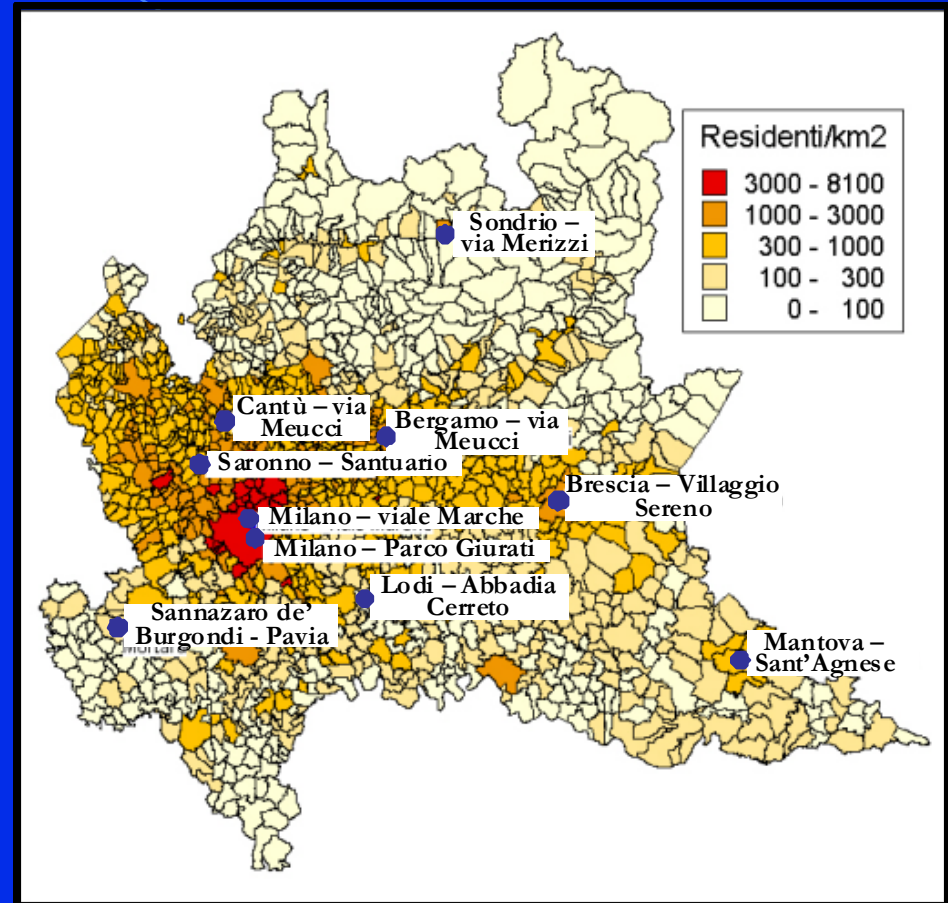 Residenti/km2
3000 - 8100
1000 - 3000
300 - 1000
100 - 300
0 - 100
Sondrio –
via Merizzi
Cantù – via
Meucci
Bergamo – via
Meucci
Saronno – Santuario
Brescia – Villaggio
Sereno
Milano – viale Marche
Milano – Parco Giurati
Lodi – Abbadia
Cerreto
Sannazaro de’
Burgondi - Pavia
Mantova –
Sant’Agnese